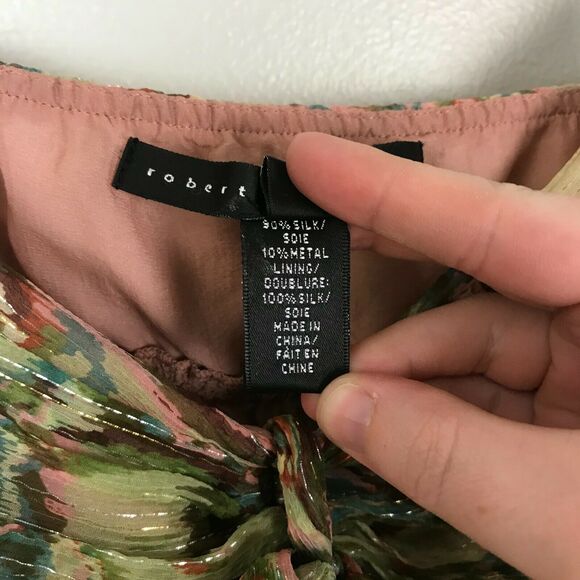 robert
90% SILK/
SOIE
10% METAL
LINING/
DOUBLURE:
100% SILK/
SOIE
MADE IN
CHINA/
FAIT EN
CHINE